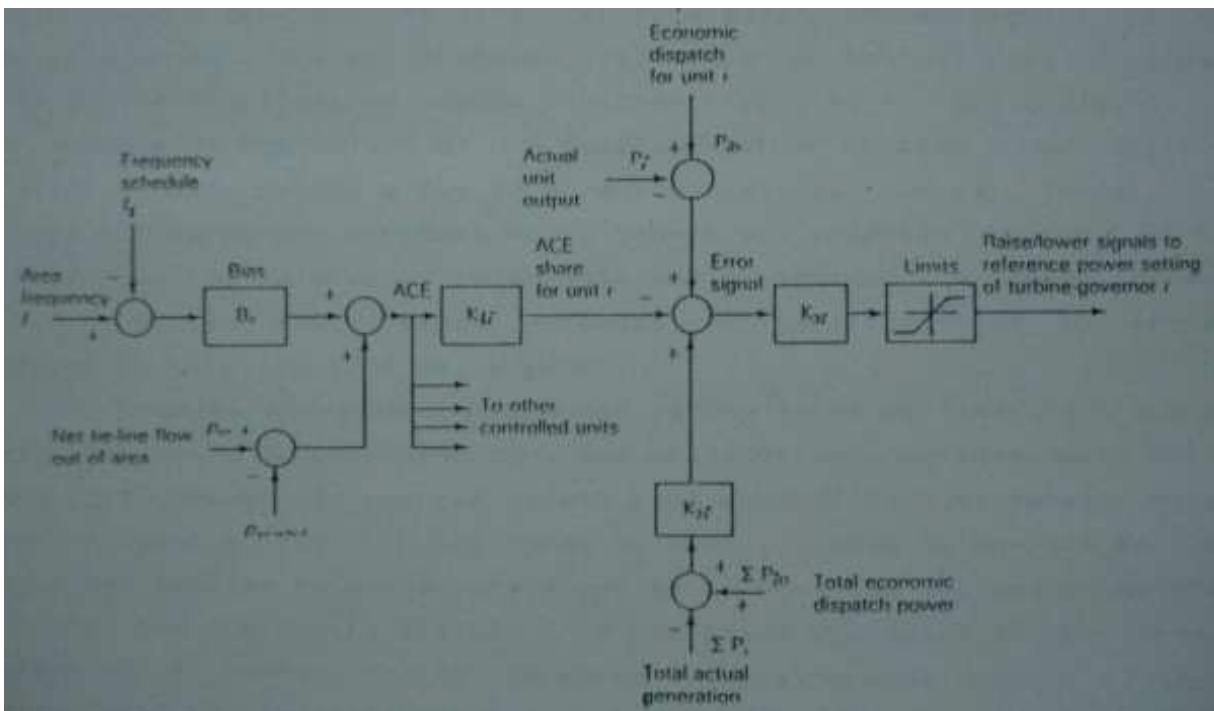 Economic
dispatch
for unit i
Frequency
schedule
Actual
unit
output
+
−
Area
frequency
f
−
+
Bias
+
+
ACE
ACE
share
for unit i
+
−
+
Error
signal
Limits
Raise/lower signals to
reference power setting
of turbine-governor i
Net tie-line flow
out of area
+
−
To other
controlled units
+
+
−
Total economic
dispatch power
Σ P
Total actual
generation